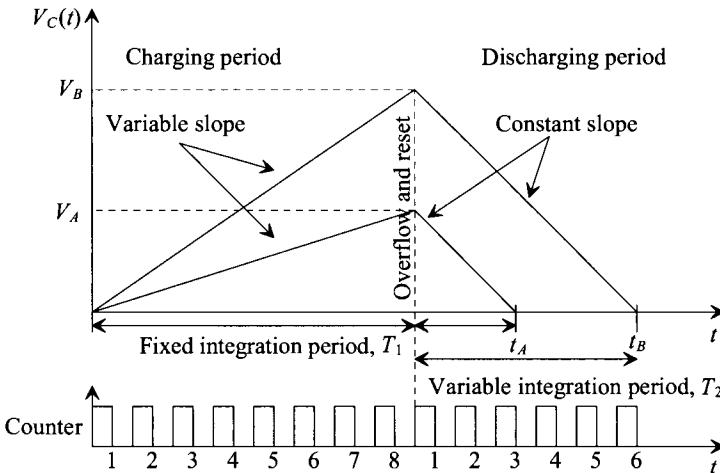 V_C(t)
Charging period
Discharging period
V_B
Variable slope
Constant slope
Overflow and reset
V_A
Fixed integration period, T_1
t_A
t_B
t
Variable integration period, T_2
Counter
1 2 3 4 5 6 7 8 1 2 3 4 5 6 t